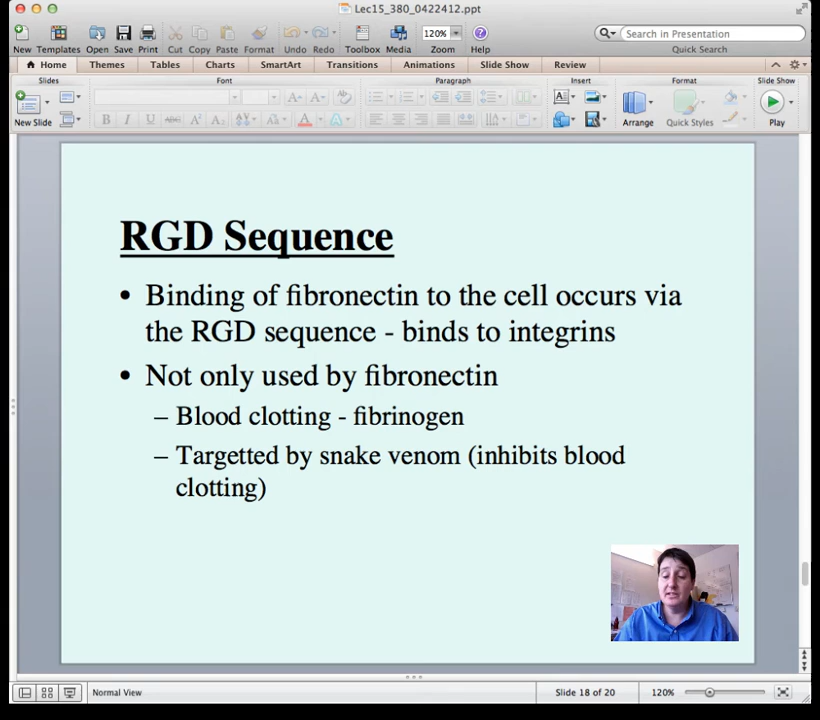 Lec15_380_0422412.ppt
New Templates Open Save Print Cut Copy Paste Format Undo Redo Toolbox Media 120% Zoom Help Search in Presentation Quick Search
Home Themes Tables Charts SmartArt Transitions Animations Slide Show Review
Slides Font Paragraph Insert Format Slide Show
New Slide B I U ABC A² A₂ A A Arrange Quick Styles Play
RGD Sequence
• Binding of fibronectin to the cell occurs via
the RGD sequence - binds to integrins
• Not only used by fibronectin
– Blood clotting - fibrinogen
– Targetted by snake venom (inhibits blood
clotting)
Normal View Slide 18 of 20 120%